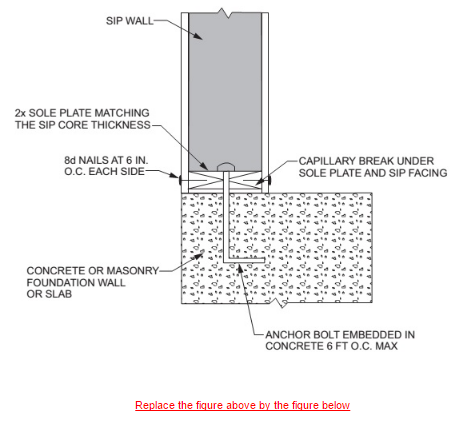 SIP WALL
2x SOLE PLATE MATCHING
THE SIP CORE THICKNESS
8d NAILS AT 6 IN.
O.C. EACH SIDE
CAPILLARY BREAK UNDER
SOLE PLATE AND SIP FACING
CONCRETE OR MASONRY
FOUNDATION WALL
OR SLAB
ANCHOR BOLT EMBEDDED IN
CONCRETE 6 FT O.C. MAX
Replace the figure above by the figure below